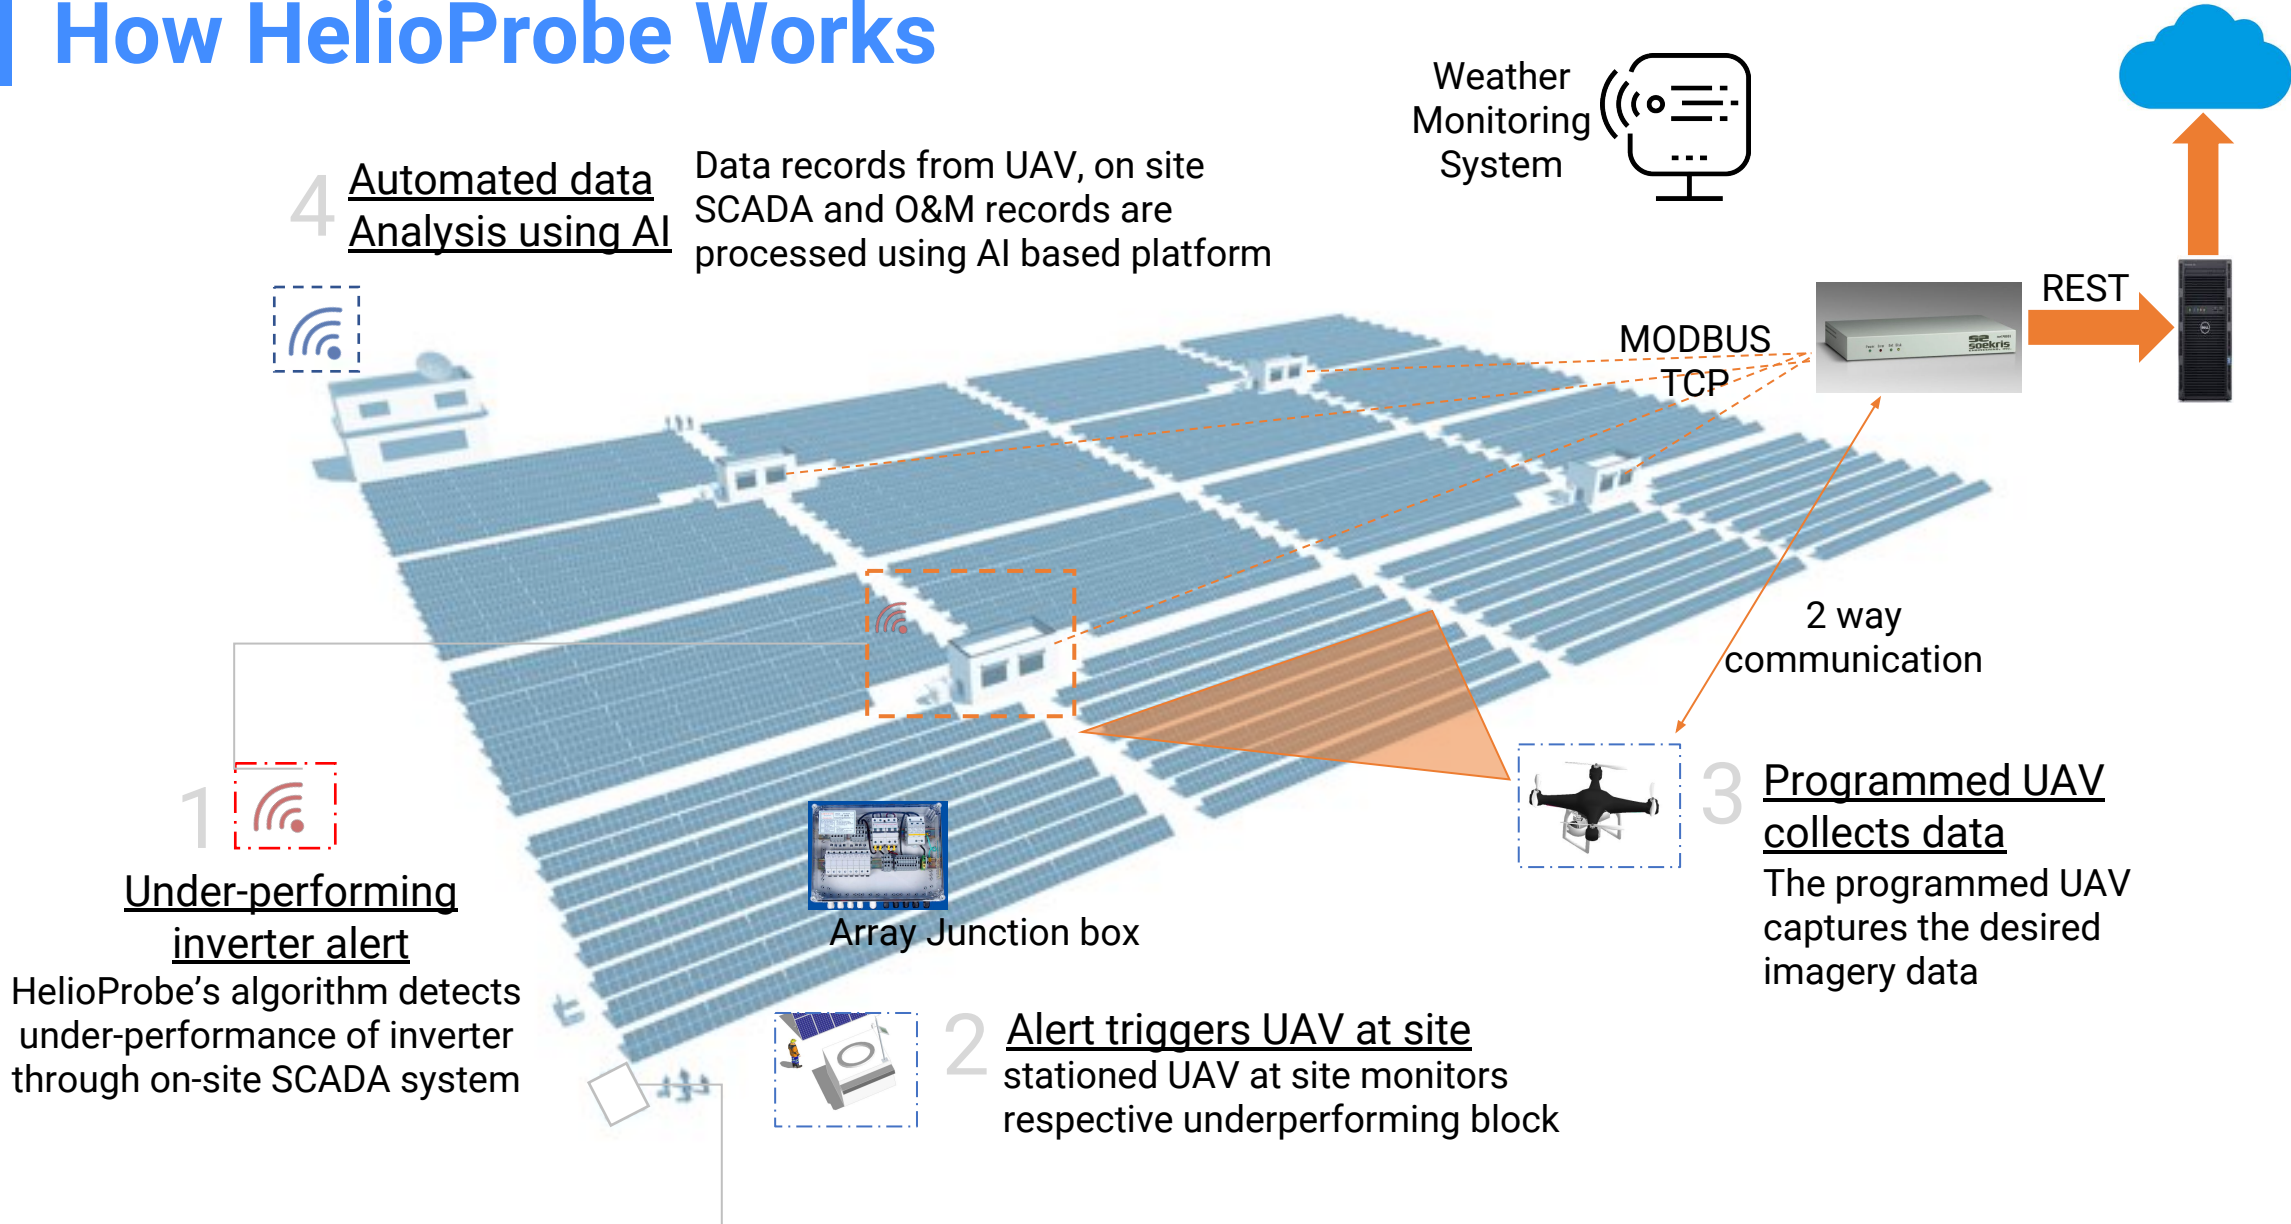 How HelioProbe Works
Weather
Monitoring
System
4
Automated data
Analysis using AI
Data records from UAV, on site
SCADA and O&M records are
processed using AI based platform
REST
MODBUS
TCP
soekris
2 way
communication
1
Under-performing
inverter alert
HelioProbe’s algorithm detects
under-performance of inverter
through on-site SCADA system
Array Junction box
2
Alert triggers UAV at site
stationed UAV at site monitors
respective underperforming block
3
Programmed UAV
collects data
The programmed UAV
captures the desired
imagery data